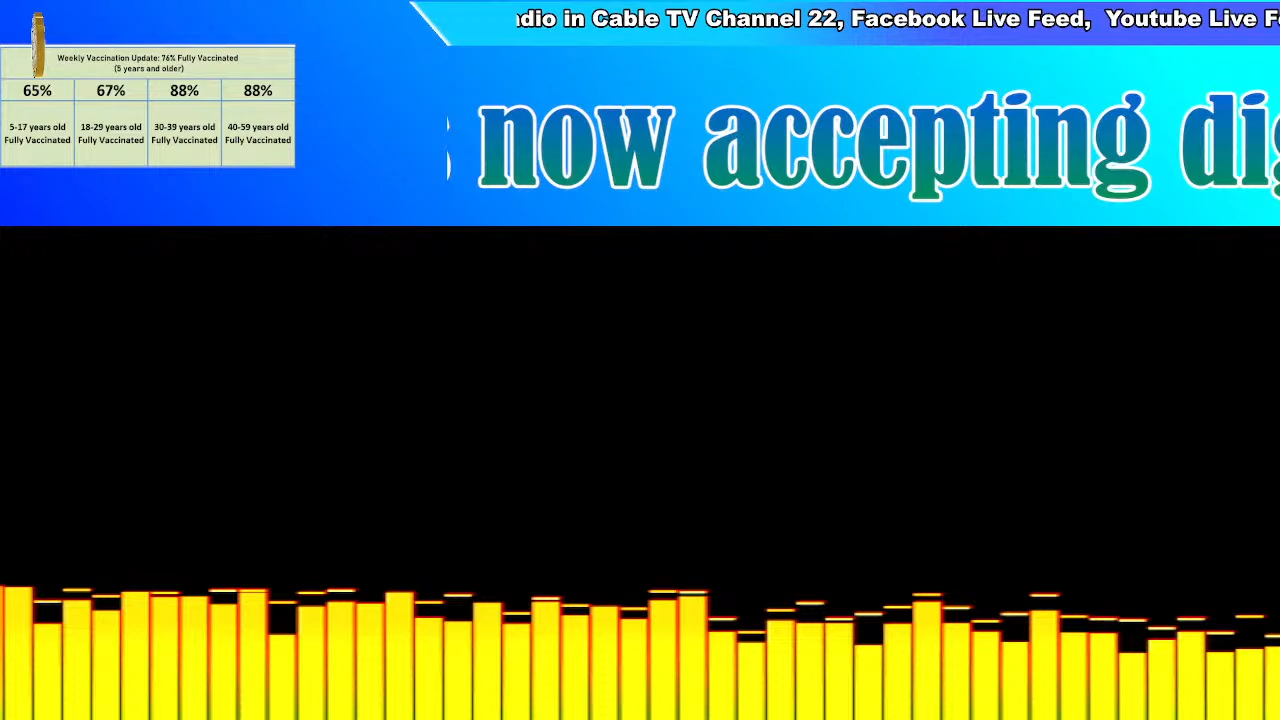 in Cable TV Channel 22, Facebook Live Feed, Youtube Live
Weekly Vaccination Update: 76% Fully Vaccinated
(5 years and older)
65% 67% 88% 88%
5-17 years old 18-29 years old 30-39 years old 40-59 years old
Fully Vaccinated Fully Vaccinated Fully Vaccinated Fully Vaccinated
now accepting